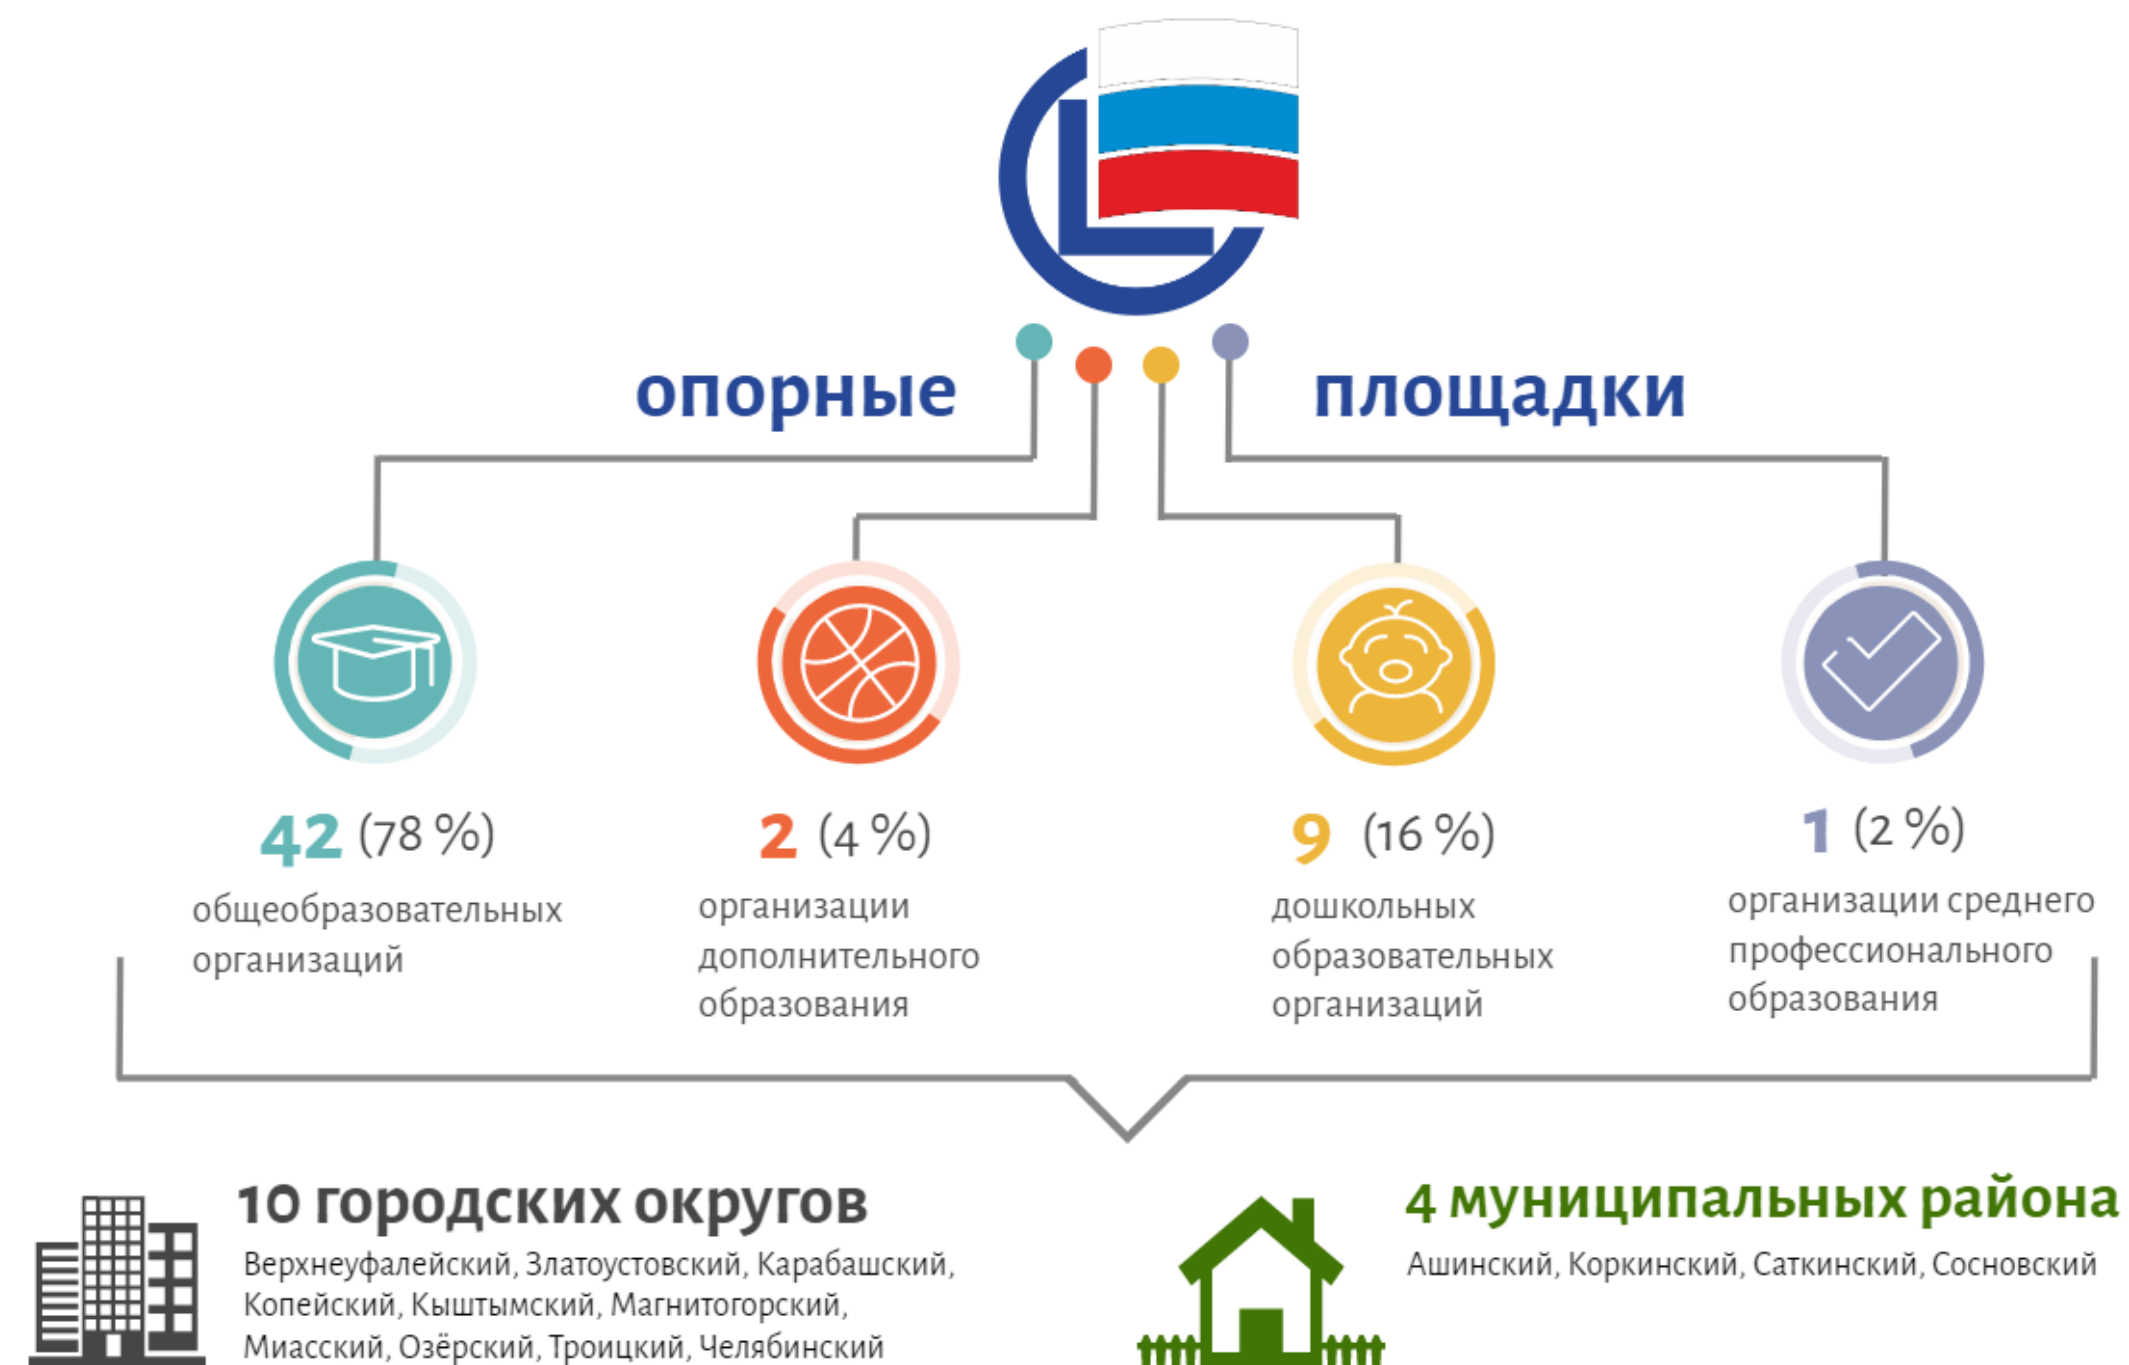 опорные площадки
42 (78 %)
общеобразовательных
организаций
2 (4 %)
организации
дополнительного
образования
9 (16 %)
дошкольных
образовательных
организаций
1 (2 %)
организации среднего
профессионального
образования
10 городских округов
Верхнеуфалейский, Златоустовский, Карабашский,
Копейский, Кыштымский, Магнитогорский,
Миасский, Озёрский, Троицкий, Челябинский
4 муниципальных района
Ашинский, Коркинский, Саткинский, Сосновский